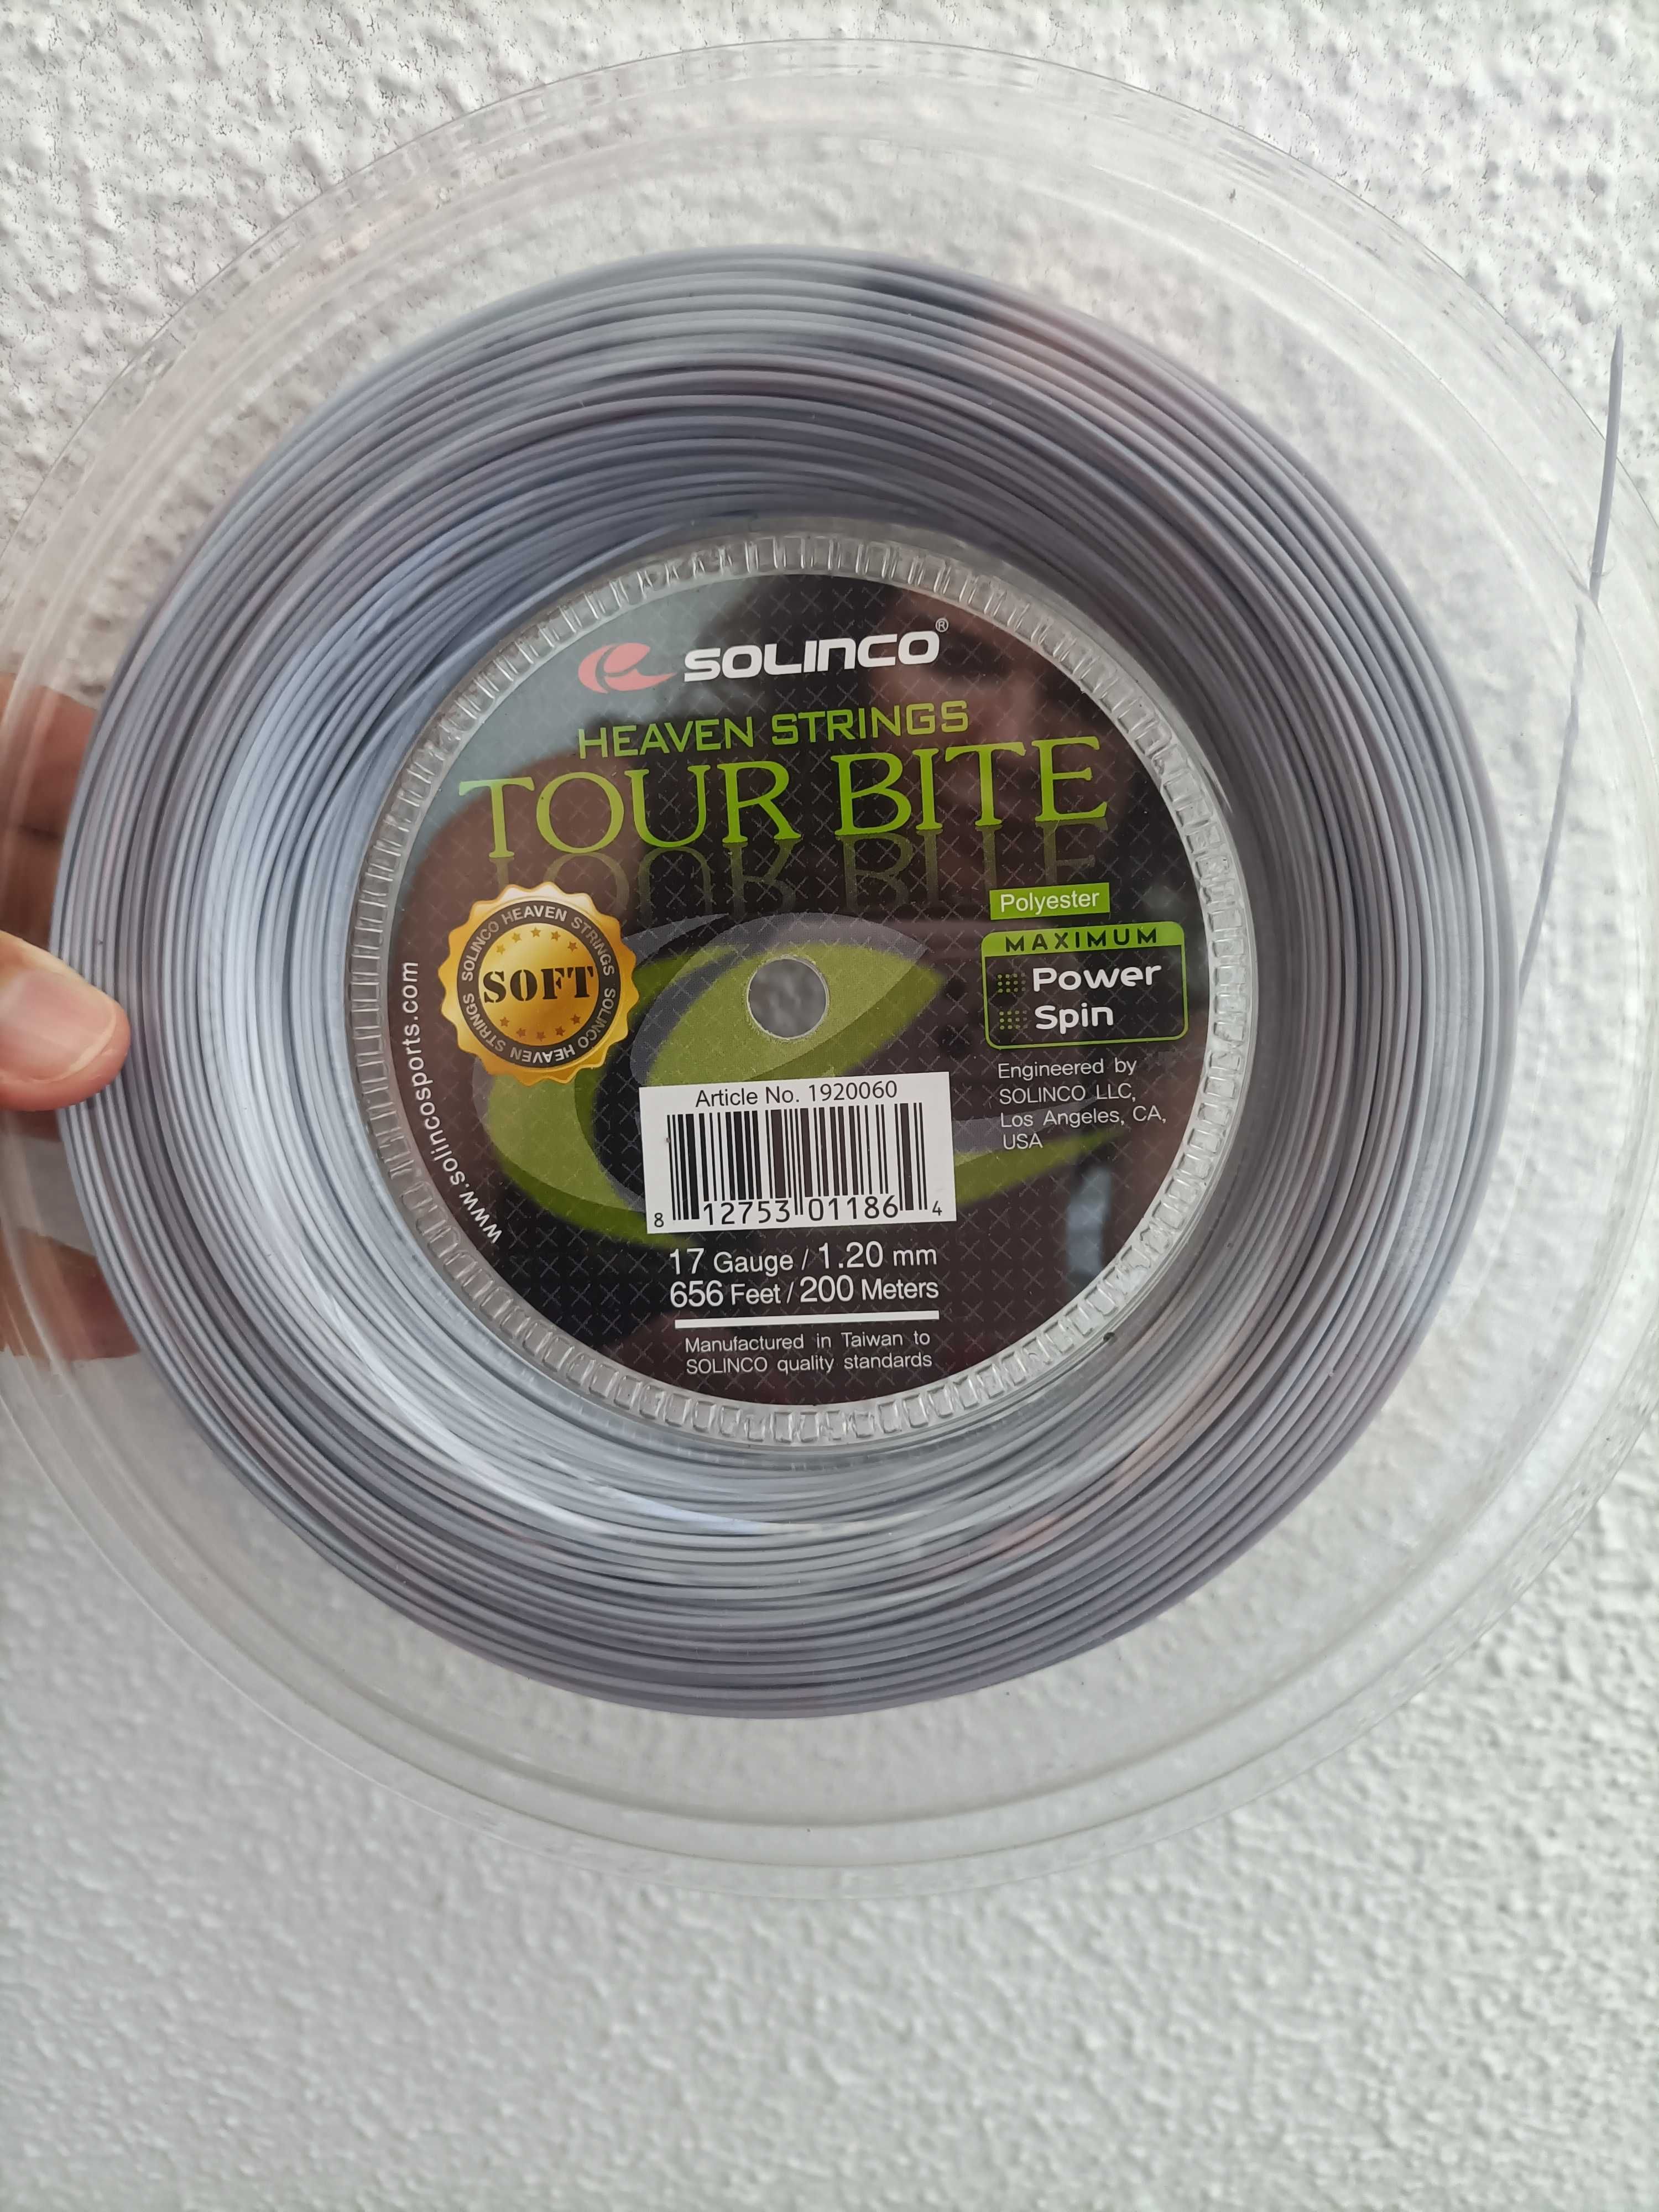 SOLINCO®
HEAVEN STRINGS
TOUR BITE
Polyester
MAXIMUM
Power
Spin
SOLINCO HEAVEN STRINGS SOLINCO HEAVEN STRINGS
SOFT
www.solincosports.com
Engineered by
SOLINCO LLC,
Los Angeles, CA,
USA
Article No. 1920060
8 12753 01186 4
17 Gauge / 1.20 mm
656 Feet / 200 Meters
Manufactured in Taiwan to
SOLINCO quality standards